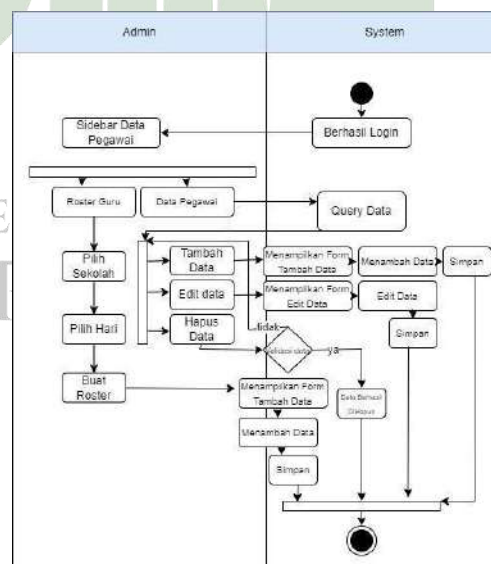 Admin
System
Berhasil Login
Sidebar Data
Pegawai
Roster Guru
Data Pegawai
Query Data
Pilih
Sekolah
Tambah
Data
Menampilkan Form
Tambah Data
Menambah Data
Simpan
Edit data
Menampilkan Form
Edit Data
Edit Data
Simpan
Hapus
Data
tidak
ya
Pilih Hari
Data Berhasil
Dihapus
Buat
Roster
Menampilkan Form
Tambah Data
Menambah Data
Simpan